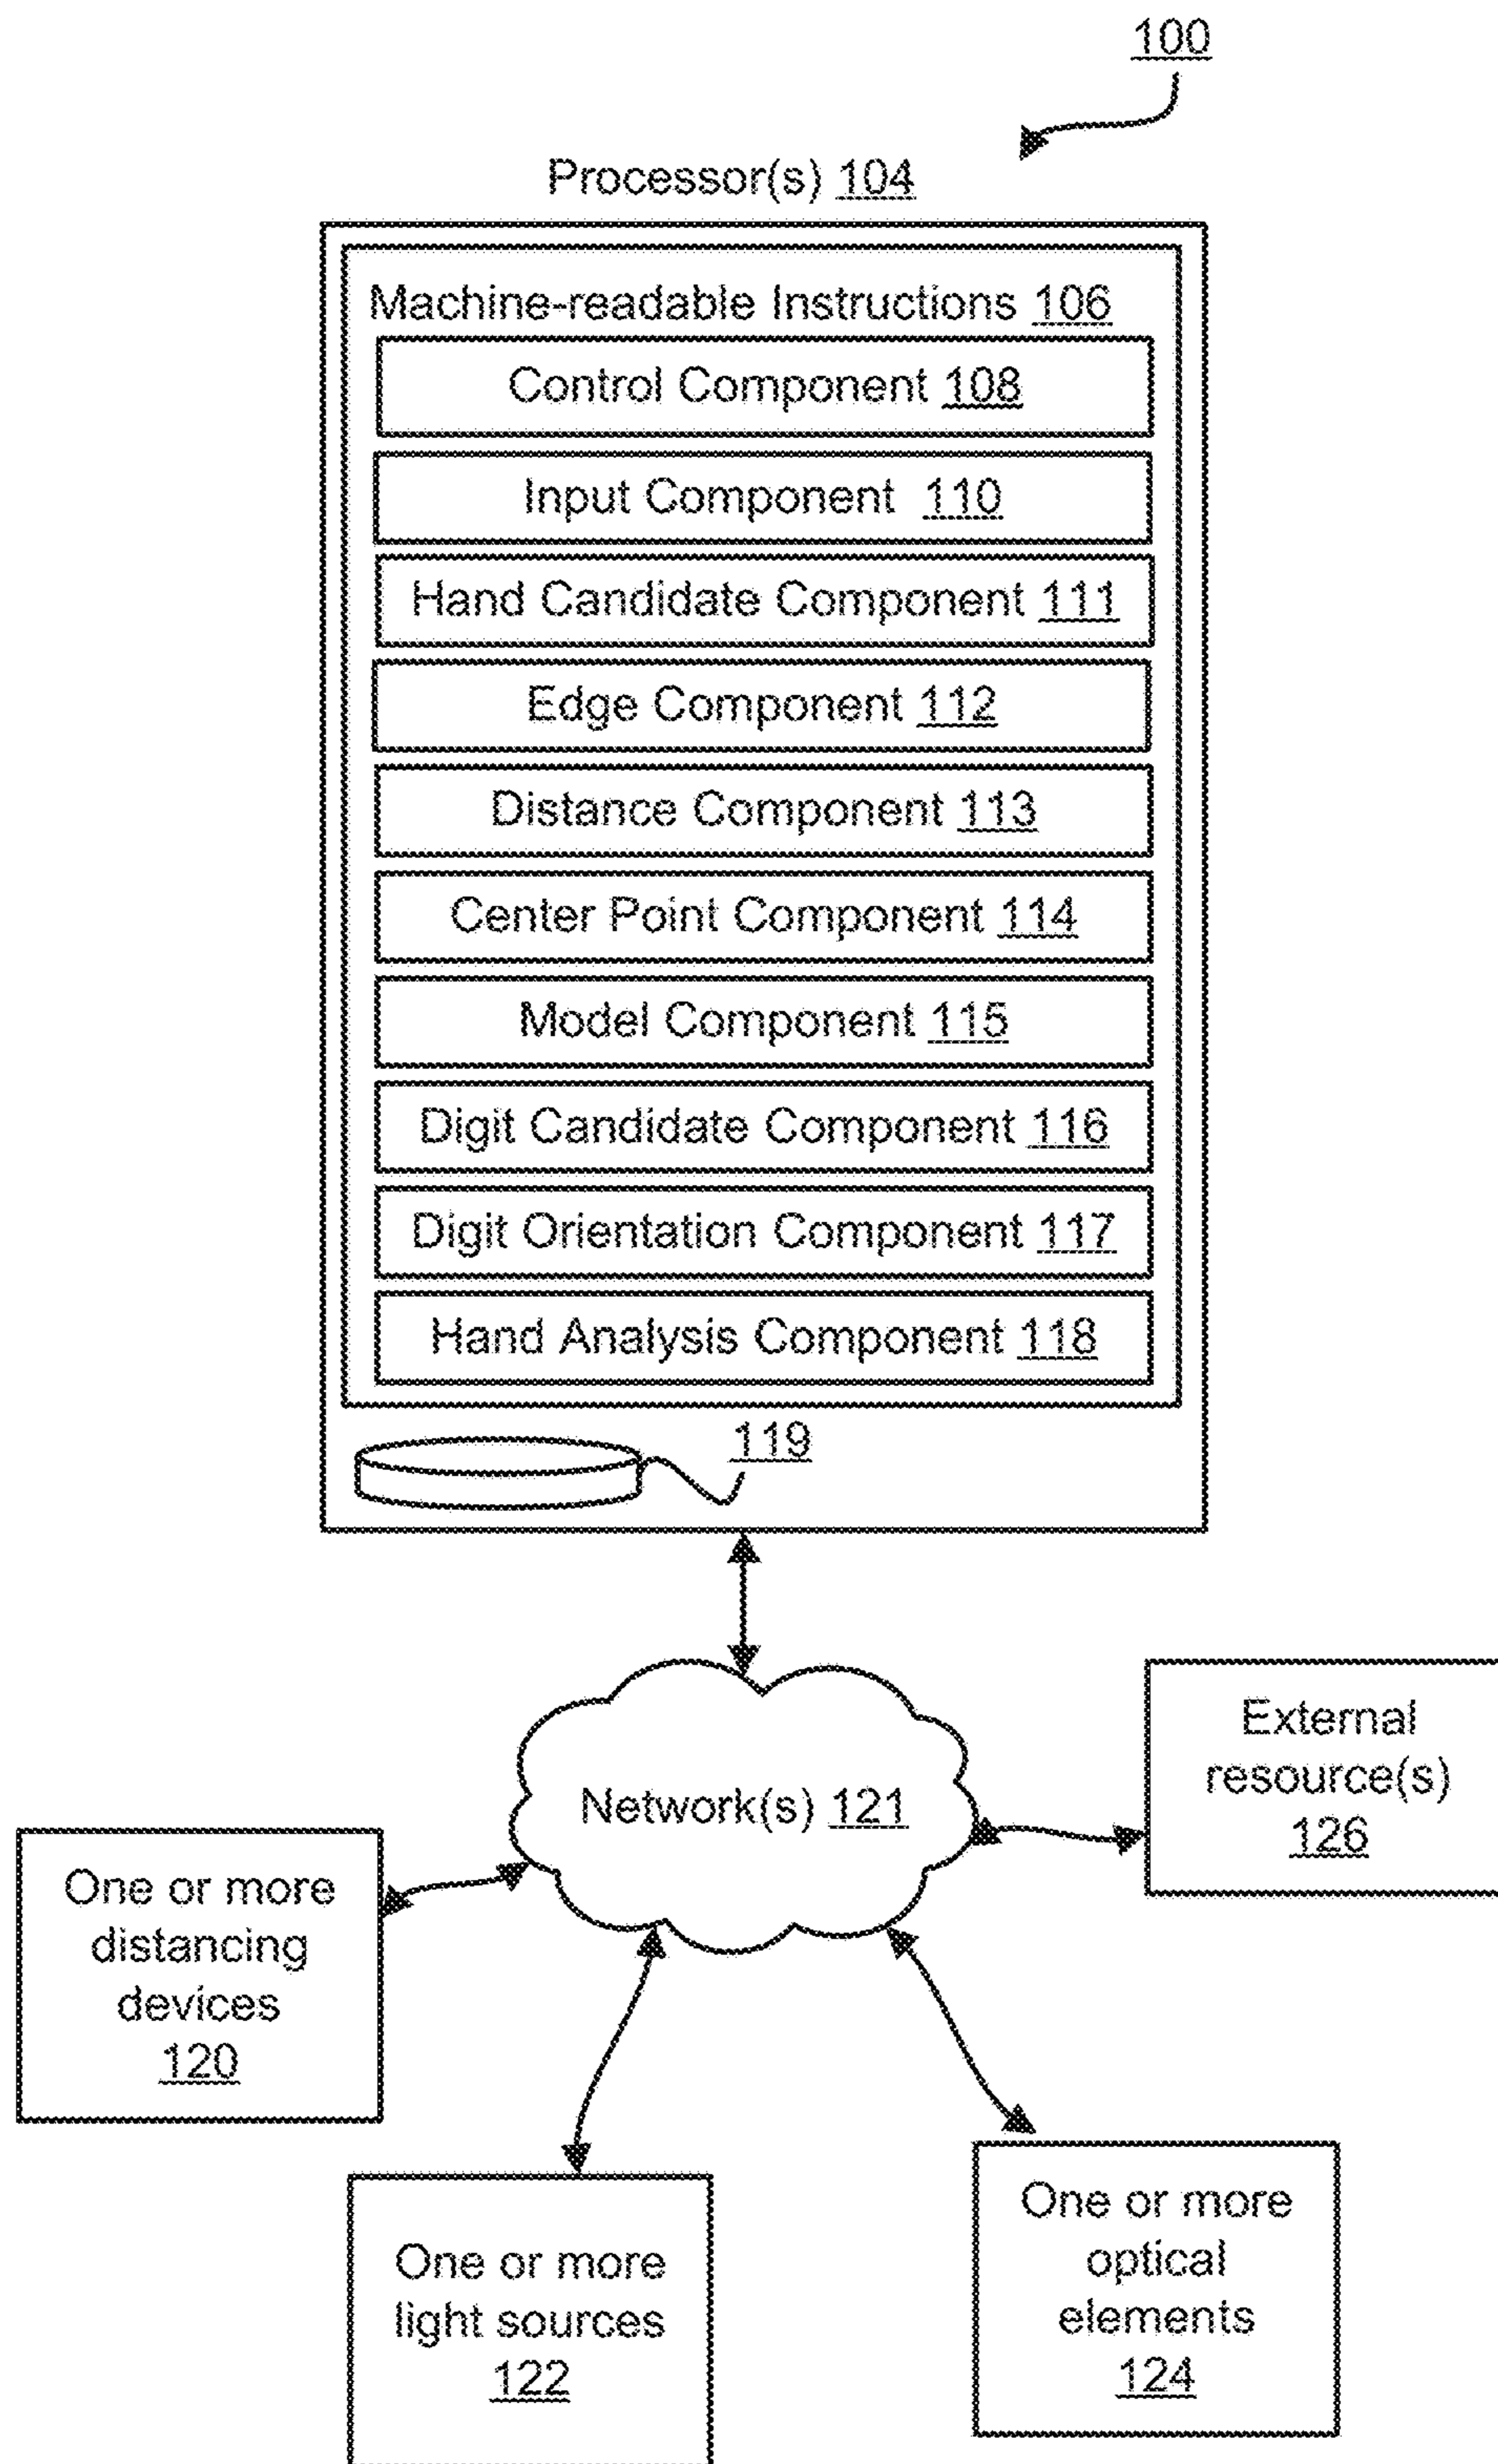 100
Processor(s) 104
Machine-readable Instructions 106
Control Component 108
Input Component 110
Hand Candidate Component 111
Edge Component 112
Distance Component 113
Center Point Component 114
Model Component 115
Digit Candidate Component 116
Digit Orientation Component 117
Hand Analysis Component 118
119
Network(s) 121
External
resource(s)
126
One or more
distancing
devices
120
One or more
light sources
122
One or more
optical
elements
124